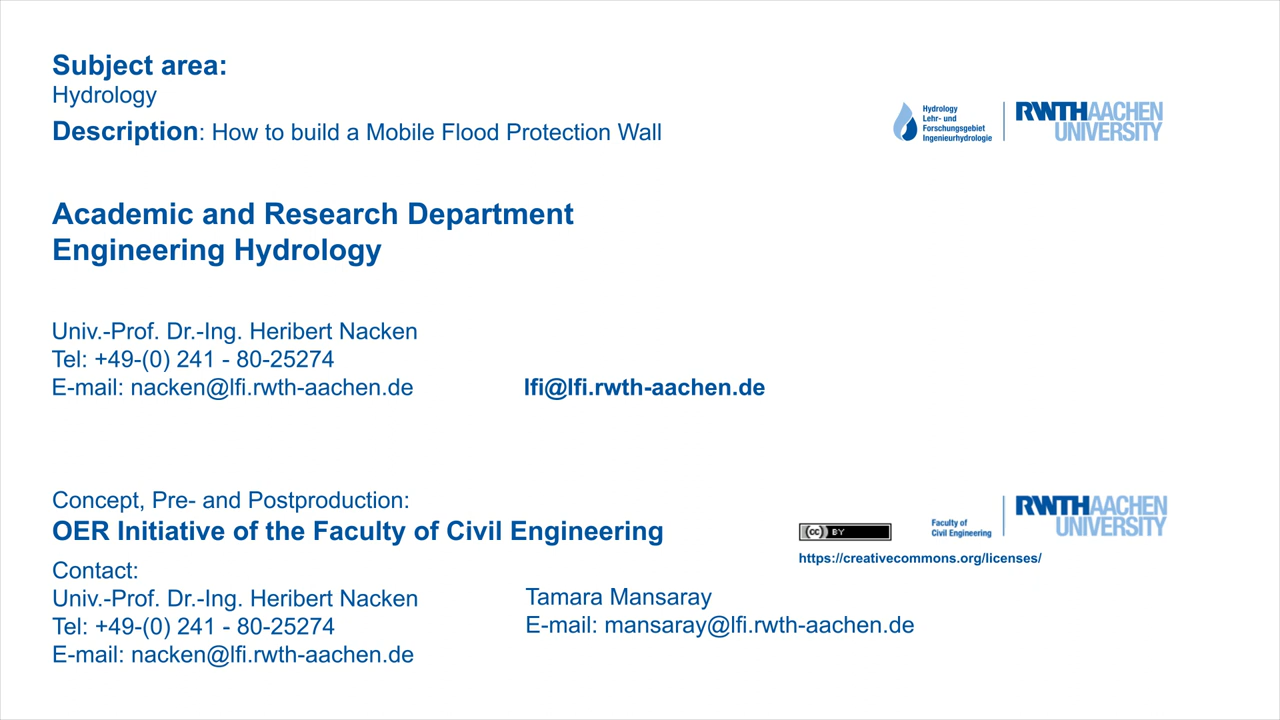 Subject area:
Hydrology
Description: How to build a Mobile Flood Protection Wall
Hydrology
Lehr- und
Forschungsgebiet
Ingenieurhydrologie
RWTHAACHEN
UNIVERSITY
Academic and Research Department
Engineering Hydrology
Univ.-Prof. Dr.-Ing. Heribert Nacken
Tel: +49-(0) 241 - 80-25274
E-mail: nacken@lfi.rwth-aachen.de
lfi@lfi.rwth-aachen.de
Concept, Pre- and Postproduction:
OER Initiative of the Faculty of Civil Engineering
cc BY
Faculty of
Civil Engineering
RWTHAACHEN
UNIVERSITY
https://creativecommons.org/licenses/
Contact:
Univ.-Prof. Dr.-Ing. Heribert Nacken
Tel: +49-(0) 241 - 80-25274
E-mail: nacken@lfi.rwth-aachen.de
Tamara Mansaray
E-mail: mansaray@lfi.rwth-aachen.de